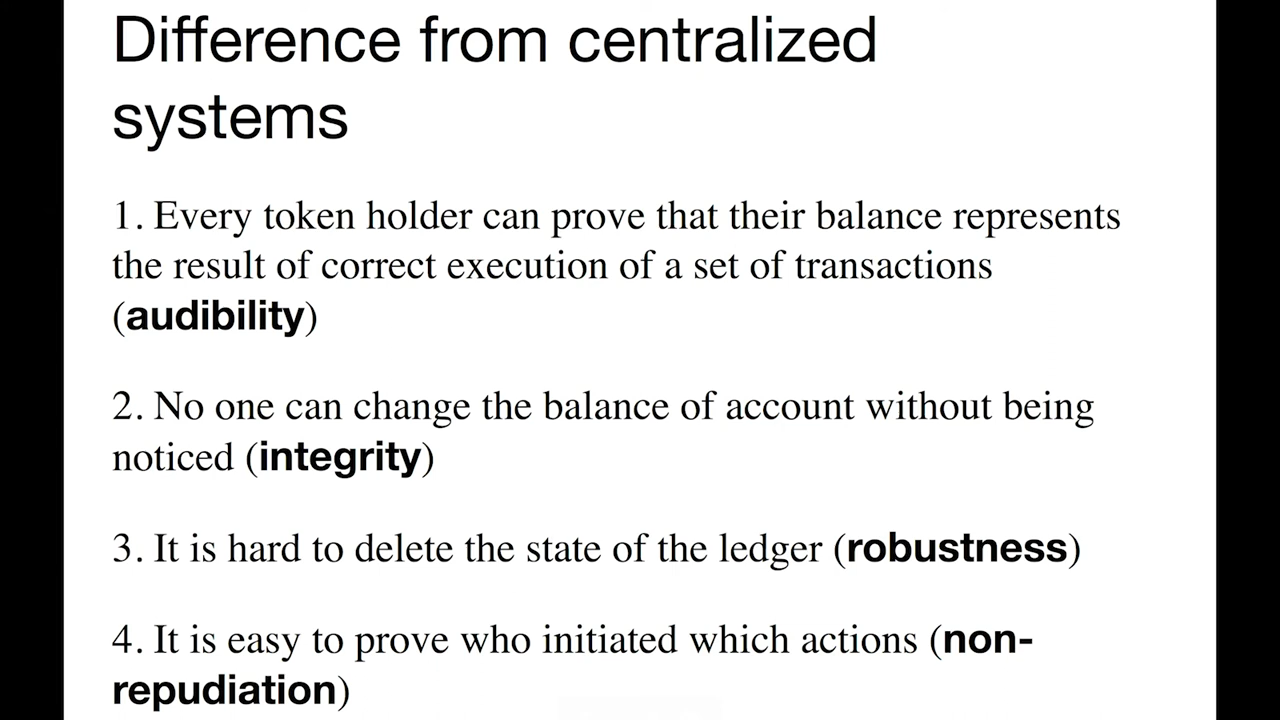 Difference from centralized
systems
1. Every token holder can prove that their balance represents
the result of correct execution of a set of transactions
(audibility)
2. No one can change the balance of account without being
noticed (integrity)
3. It is hard to delete the state of the ledger (robustness)
4. It is easy to prove who initiated which actions (non-
repudiation)